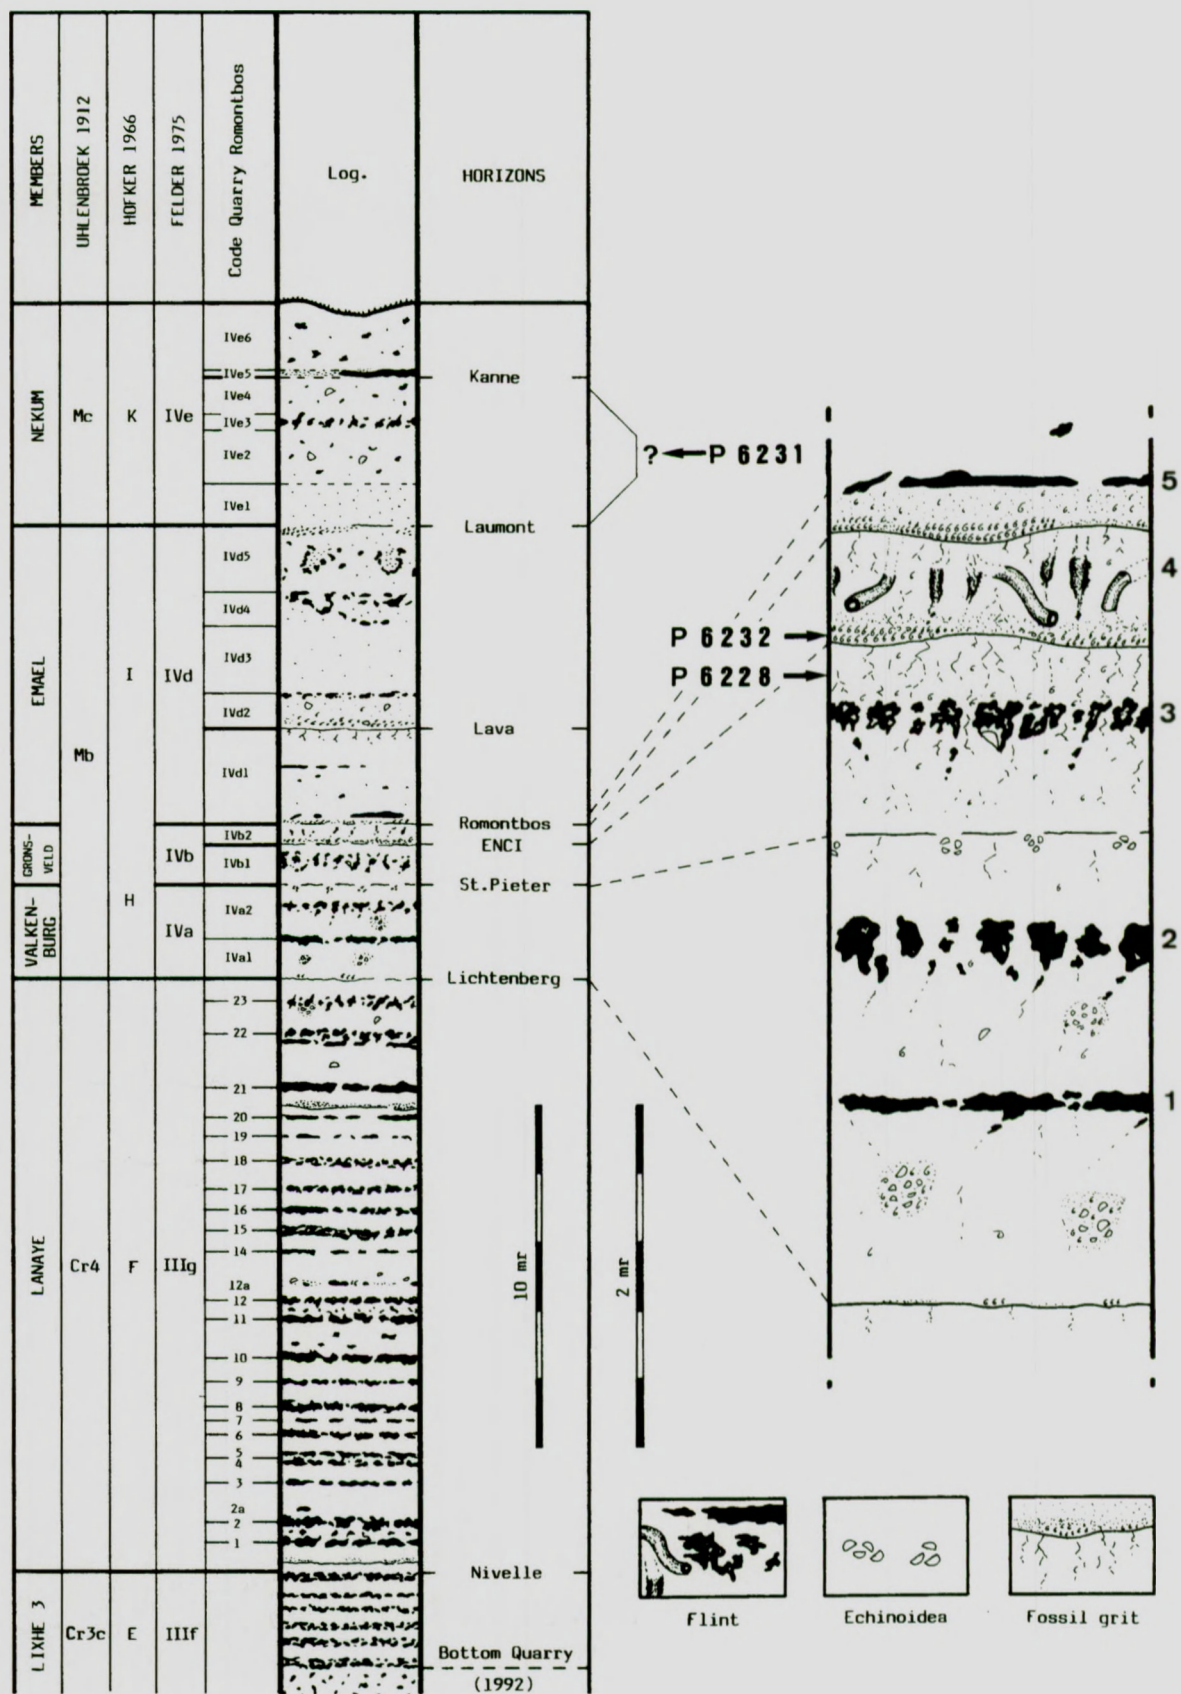 MEMBERS
UHLENBROEK 1912
HOFKER 1966
FELDER 1975
Code Quarry Romontbos
Log.
HORIZONS
NEKUM
Mc
K
IVe
IVe6
IVe5
IVe4
IVe3
IVe2
IVe1
Kanne
Laumont
? P 6231
EMAEL
Mb
I
IVd
IVd5
IVd4
IVd3
IVd2
IVd1
Lava
Romontbos
GRONS-
VELD
IVb
IVb2
IVb1
ENCI
St.Pieter
VALKEN-
BURG
H
IVa
IVa2
IVa1
Lichtenberg
LANAYE
Cr4
F
IIIg
23
22
21
20
19
18
17
16
15
14
12a
12
11
10
9
8
7
6
5
4
3
2a
2
1
Nivelle
LIXHE 3
Cr3c
E
IIIf
Bottom Quarry
(1992)
10 mr
2 mr
P 6232
P 6228
5
4
3
2
1
Flint
Echinoidea
Fossil grit